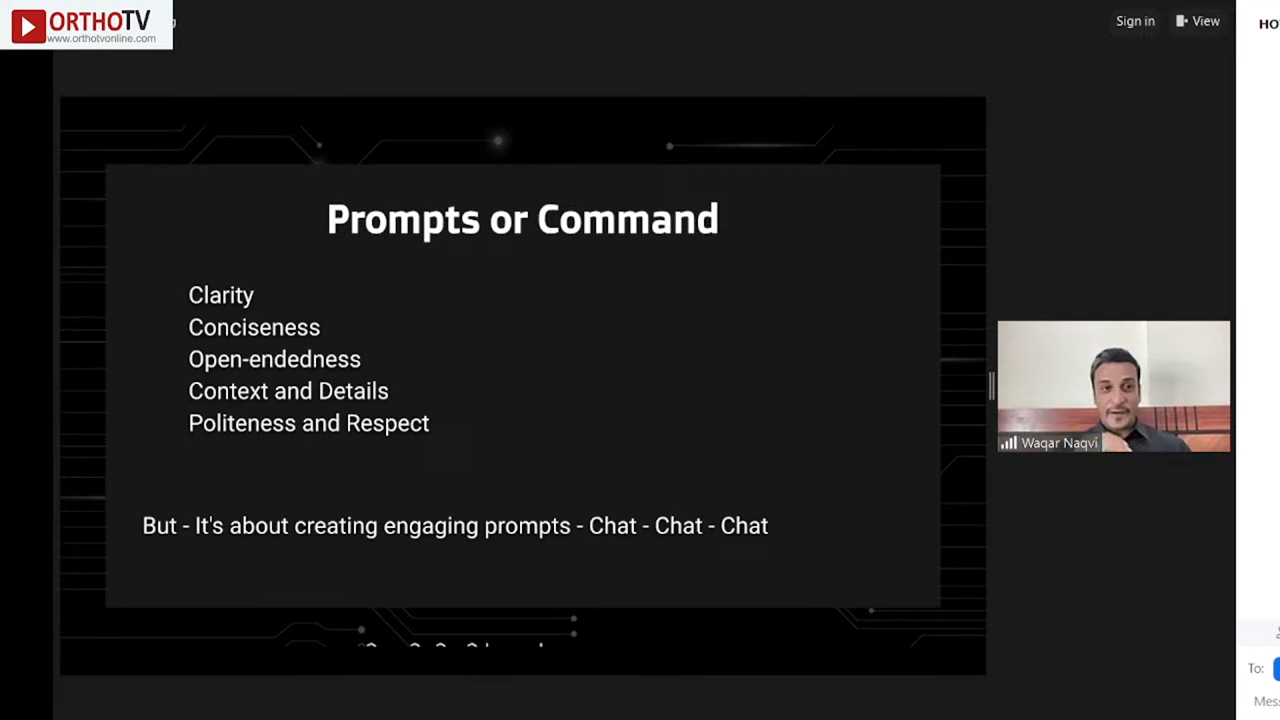 ORTHOTV
www.orthotvonline.com
Sign in
View
HO
Prompts or Command
Clarity
Conciseness
Open-endedness
Context and Details
Politeness and Respect
But - It's about creating engaging prompts - Chat - Chat - Chat
Waqar Naqvi
To:
Mess